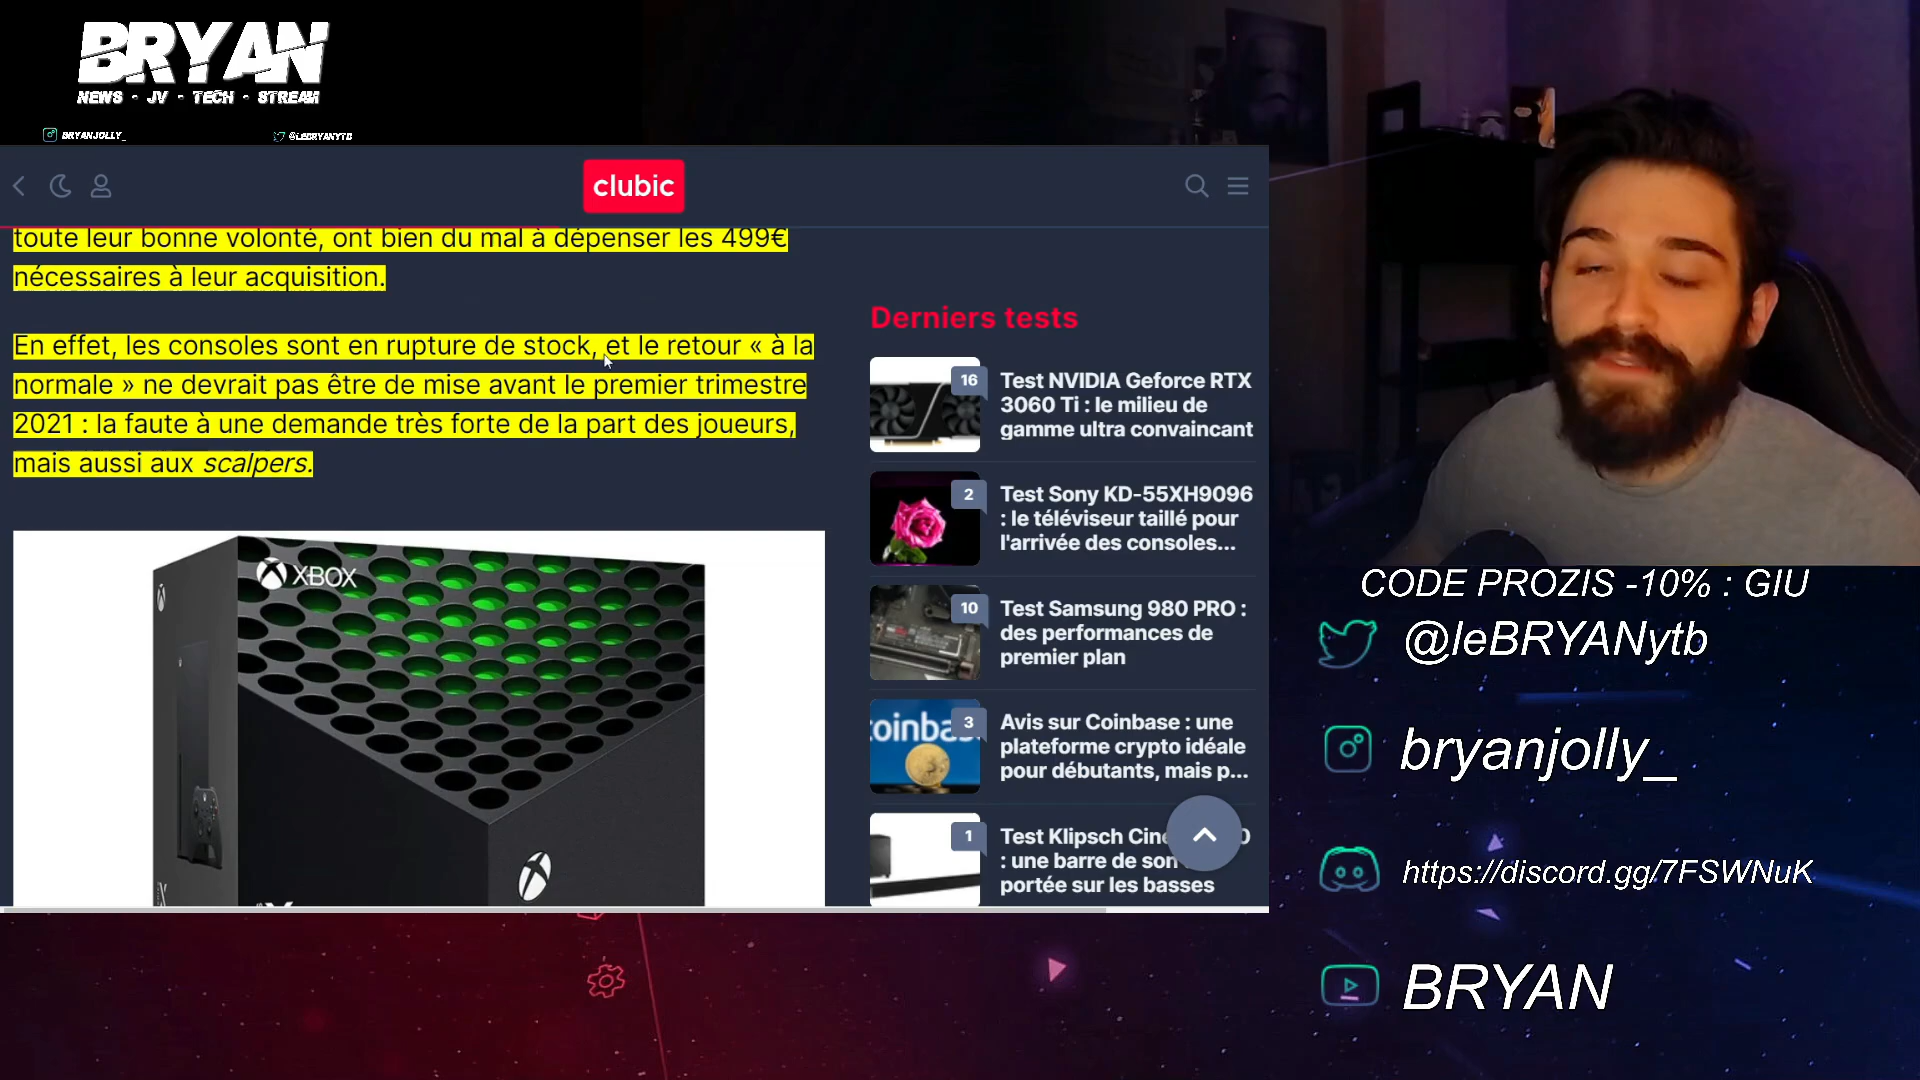 BRYAN
NEWS - JV - TECH - STREAM
BRYANJOLLY_
@LEBRYANYTB
clubic
toute leur bonne volonté, ont bien du mal à dépenser les 499€
nécessaires à leur acquisition.
En effet, les consoles sont en rupture de stock, et le retour « à la
normale » ne devrait pas être de mise avant le premier trimestre
2021 : la faute à une demande très forte de la part des joueurs,
mais aussi aux scalpers.
XBOX
Derniers tests
16
Test NVIDIA Geforce RTX
3060 Ti : le milieu de
gamme ultra convaincant
2
Test Sony KD-55XH9096
: le téléviseur taillé pour
l'arrivée des consoles...
10
Test Samsung 980 PRO :
des performances de
premier plan
coinba
3
Avis sur Coinbase : une
plateforme crypto idéale
pour débutants, mais p...
1
Test Klipsch Cine
: une barre de son
portée sur les basses
CODE PROZIS -10% : GIU
@leBRYANytb
bryanjolly_
https://discord.gg/7FSWNuK
BRYAN